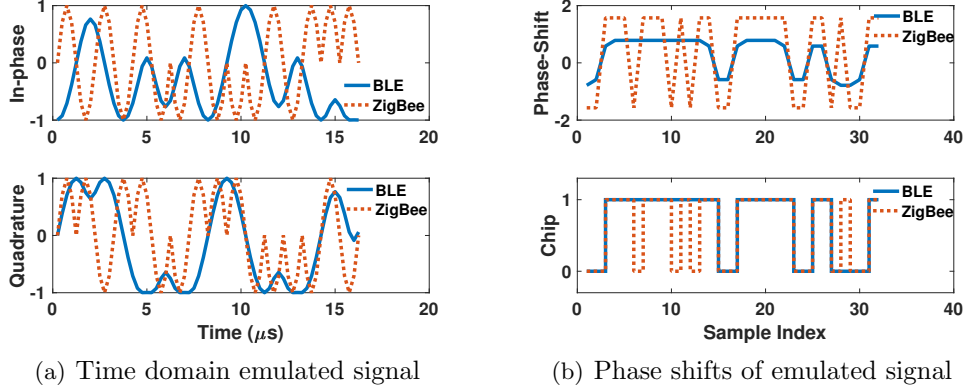 In-phase
1
0
-1
BLE
ZigBee
0
5
10
15
20
Quadrature
1
0
-1
BLE
ZigBee
0
5
10
15
20
Time (μs)
(a) Time domain emulated signal
Phase-Shift
2
0
-2
BLE
ZigBee
0
10
20
30
40
Chip
1
0
BLE
ZigBee
0
10
20
30
40
Sample Index
(b) Phase shifts of emulated signal